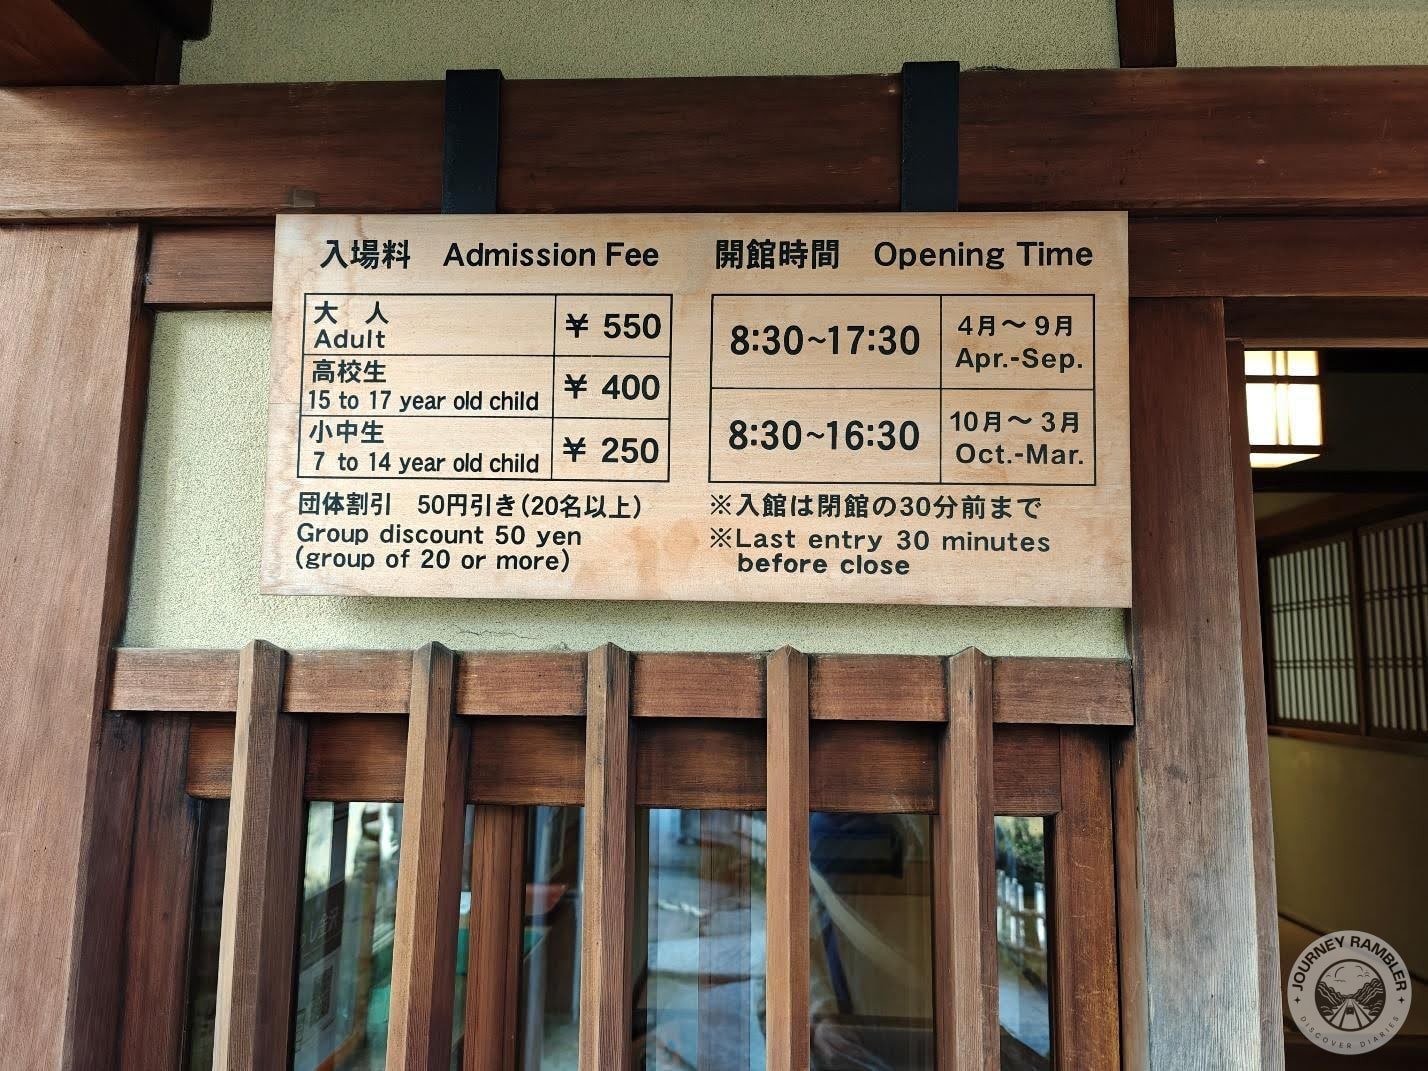 入場料 Admission Fee
大 人
Adult
¥ 550
高校生
15 to 17 year old child
¥ 400
小中生
7 to 14 year old child
¥ 250
団体割引 50円引き(20名以上)
Group discount 50 yen
(group of 20 or more)
開館時間 Opening Time
8:30~17:30
4月〜9月
Apr.-Sep.
8:30~16:30
10月〜3月
Oct.-Mar.
※入館は閉館の30分前まで
※Last entry 30 minutes
before close
JOURNEY RAMBLER
DISCOVER DIARIES